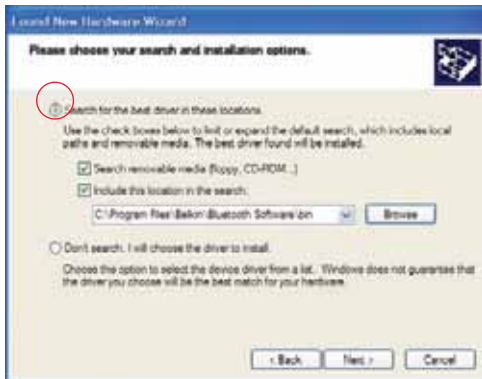 Found New Hardware Wizard
Please choose your search and installation options.
Search for the best driver in these locations.
Use the check boxes below to limit or expand the default search, which includes local
paths and removable media. The best driver found will be installed.
Search removable media (floppy, CD-ROM...)
Include this location in the search:
C:\Program Files\Belkin\Bluetooth Software\bin
Browse
Don't search. I will choose the driver to install.
Choose this option to select the device driver from a list. Windows does not guarantee that
the driver you choose will be the best match for your hardware.
< Back
Next >
Cancel